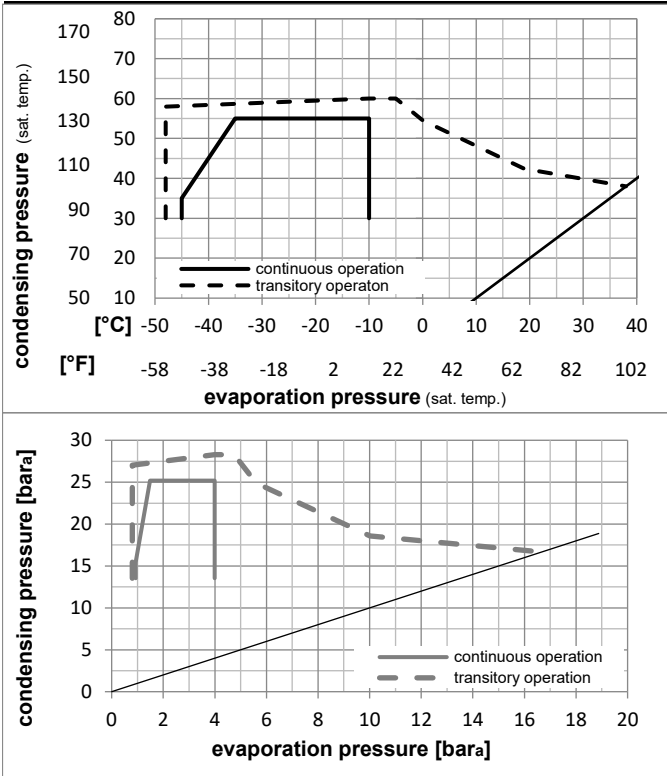 170 80
150 70
60
130 50
110 40
90 30
70 20
50 10
condensing pressure (sat. temp.)
continuous operation
transitory operaton
[°C] -50 -40 -30 -20 -10 0 10 20 30 40
[°F] -58 -38 -18 2 22 42 62 82 102
evaporation pressure (sat. temp.)
30
25
20
15
10
5
0
condensing pressure [bara]
continuous operation
transitory operation
0 2 4 6 8 10 12 14 16 18 20
evaporation pressure [bara]